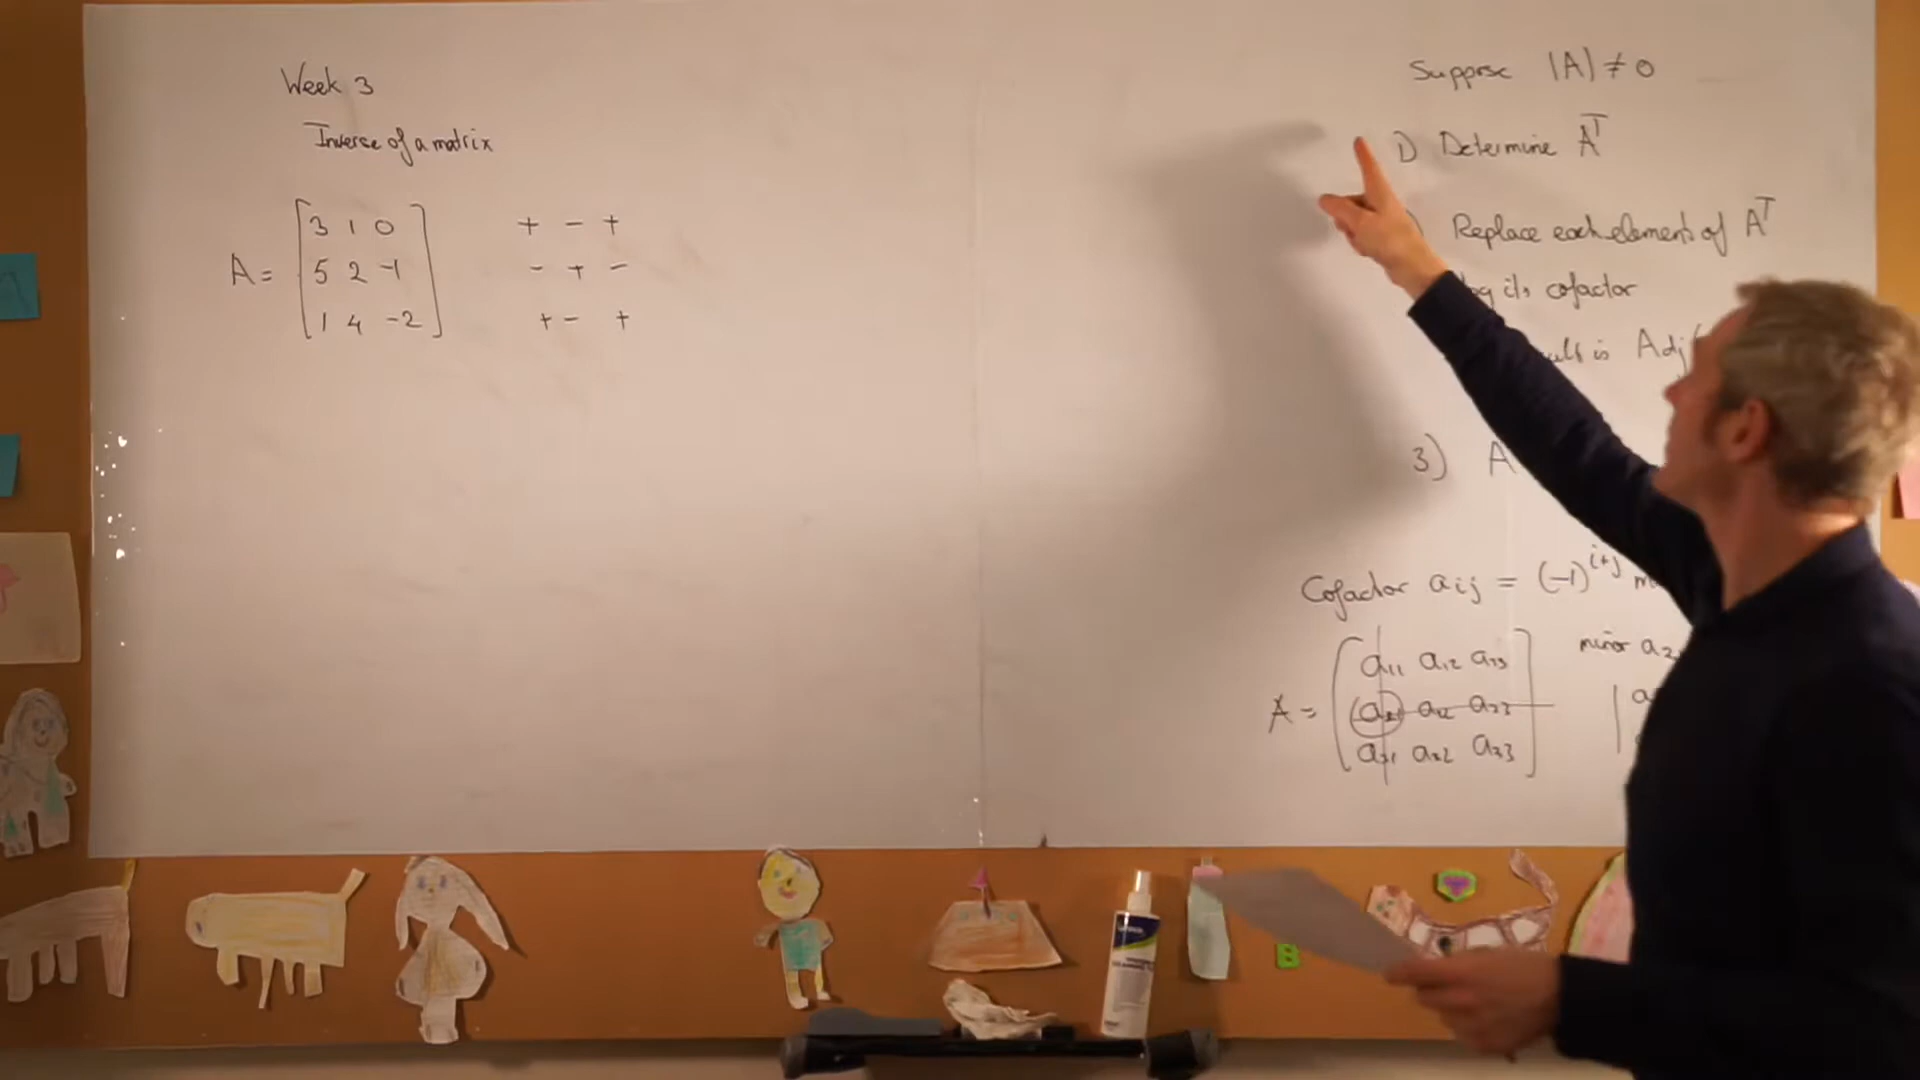 Week 3
Inverse of a matrix
A = [3 1 0
5 2 -1
1 4 -2]
+ - +
- + -
+ - +
Suppose |A| ≠ 0
1) Determine A^T
Replace each element of A^T
by its cofactor
is Adj(
3) A
Cofactor aij = (-1)^i+j
A = [a11 a12 a13
a21 a22 a23
a31 a32 a33]
minor a2